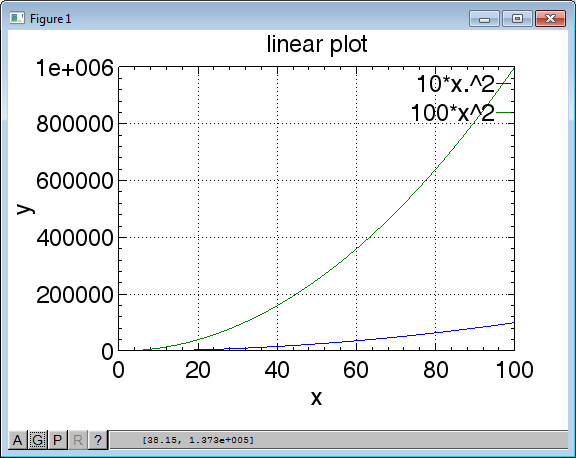 Figure 1
linear plot
1e+006
10*x.^2
100*x^2
800000
600000
y
400000
200000
0
0 20 40 60 80 100
x
A G P R ? [38.15, 1.373e+005]